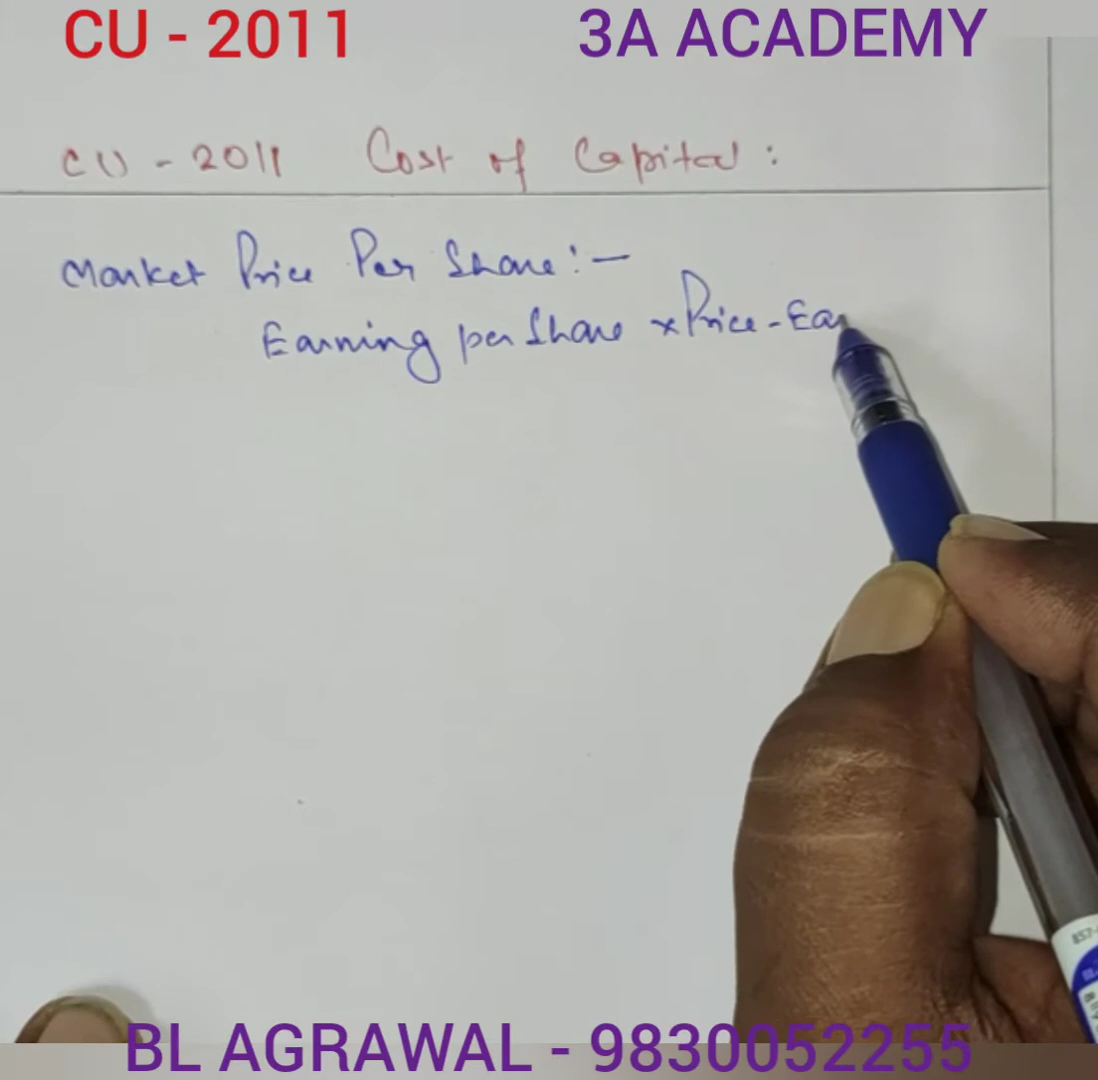 CU - 2011 3A ACADEMY
CU - 2011 Cost of Capital :
Market Price Per Share :-
Earning per Share x Price - Ear
BL AGRAWAL - 9830052255